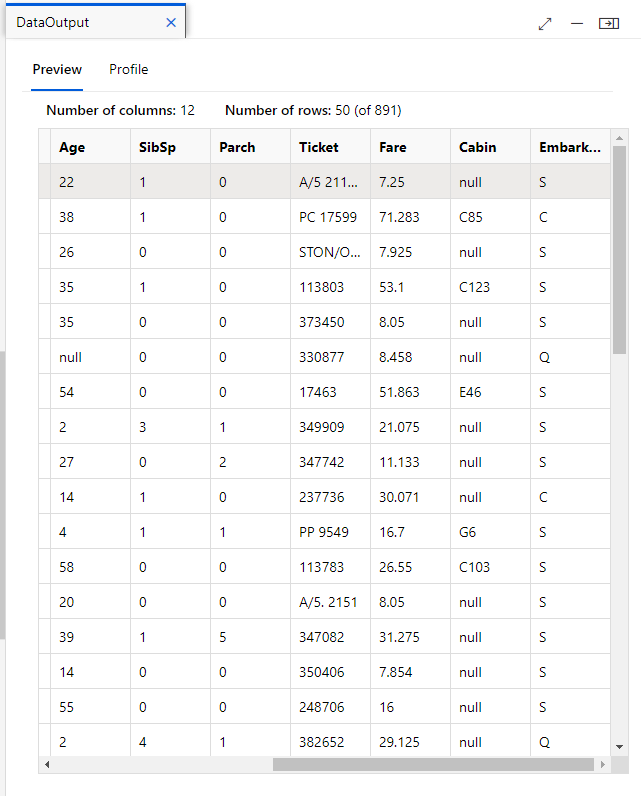 DataOutput
Preview Profile
Number of columns: 12 Number of rows: 50 (of 891)
Age SibSp Parch Ticket Fare Cabin Embark...
22 1 0 A/5 211... 7.25 null S
38 1 0 PC 17599 71.283 C85 C
26 0 0 STON/O... 7.925 null S
35 1 0 113803 53.1 C123 S
35 0 0 373450 8.05 null S
null 0 0 330877 8.458 null Q
54 0 0 17463 51.863 E46 S
2 3 1 349909 21.075 null S
27 0 2 347742 11.133 null S
14 1 0 237736 30.071 null C
4 1 1 PP 9549 16.7 G6 S
58 0 0 113783 26.55 C103 S
20 0 0 A/5. 2151 8.05 null S
39 1 5 347082 31.275 null S
14 0 0 350406 7.854 null S
55 0 0 248706 16 null S
2 4 1 382652 29.125 null Q